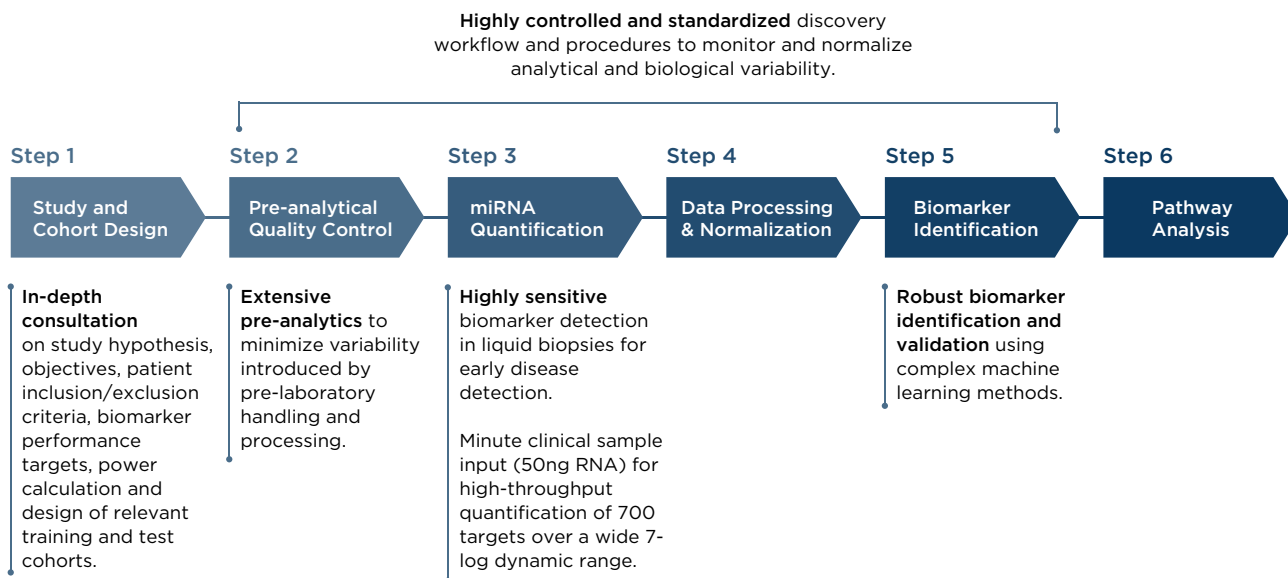 Highly controlled and standardized discovery
workflow and procedures to monitor and normalize
analytical and biological variability.
Step 1
Study and
Cohort Design
In-depth
consultation
on study hypothesis,
objectives, patient
inclusion/exclusion
criteria, biomarker
performance
targets, power
calculation and
design of relevant
training and test
cohorts.
Step 2
Pre-analytical
Quality Control
Extensive
pre-analytics to
minimize variability
introduced by
pre-laboratory
handling and
processing.
Step 3
miRNA
Quantification
Highly sensitive
biomarker detection
in liquid biopsies for
early disease
detection.
Minute clinical sample
input (50ng RNA) for
high-throughput
quantification of 700
targets over a wide 7-
log dynamic range.
Step 4
Data Processing
& Normalization
Step 5
Biomarker
Identification
Robust biomarker
identification and
validation using
complex machine
learning methods.
Step 6
Pathway
Analysis